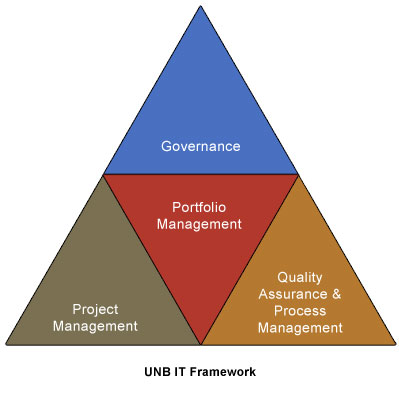 Governance
Portfolio
Management
Project
Management
Quality
Assurance &
Process
Management
UNB IT Framework